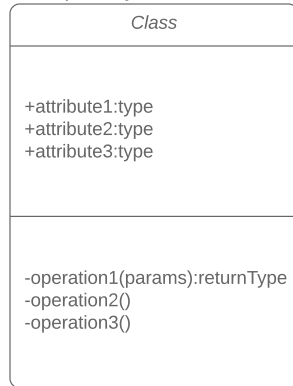 Class
+attribute1:type
+attribute2:type
+attribute3:type
-operation1(params):returnType
-operation2()
-operation3()